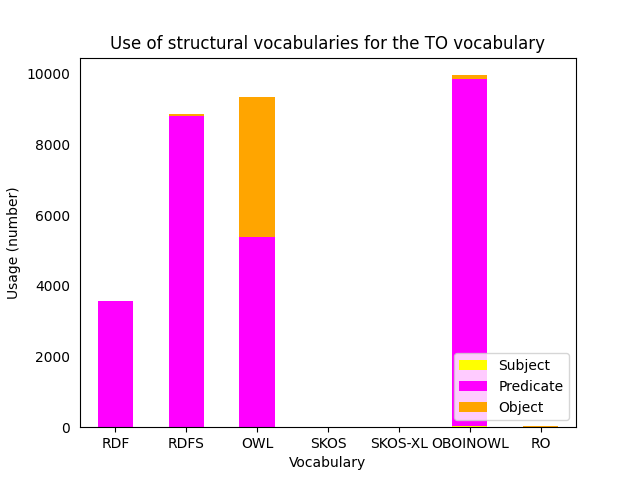 Use of structural vocabularies for the TO vocabulary
Usage (number)
10000
8000
6000
4000
2000
0
RDF RDFS OWL SKOS SKOS-XL OBOINOWL RO
Vocabulary
Subject
Predicate
Object